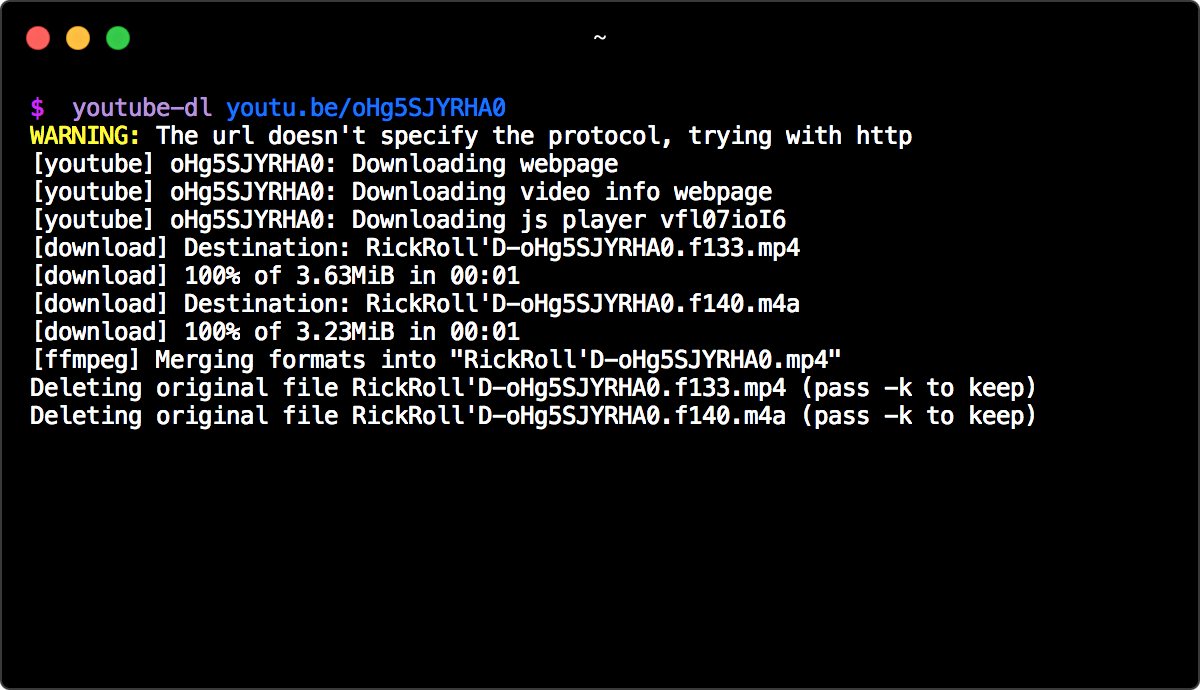 ~
$ youtube-dl youtu.be/oHg5SJYRHA0
WARNING: The url doesn't specify the protocol, trying with http
[youtube] oHg5SJYRHA0: Downloading webpage
[youtube] oHg5SJYRHA0: Downloading video info webpage
[youtube] oHg5SJYRHA0: Downloading js player vfl07ioI6
[download] Destination: RickRoll'D-oHg5SJYRHA0.f133.mp4
[download] 100% of 3.63MiB in 00:01
[download] Destination: RickRoll'D-oHg5SJYRHA0.f140.m4a
[download] 100% of 3.23MiB in 00:01
[ffmpeg] Merging formats into "RickRoll'D-oHg5SJYRHA0.mp4"
Deleting original file RickRoll'D-oHg5SJYRHA0.f133.mp4 (pass -k to keep)
Deleting original file RickRoll'D-oHg5SJYRHA0.f140.m4a (pass -k to keep)